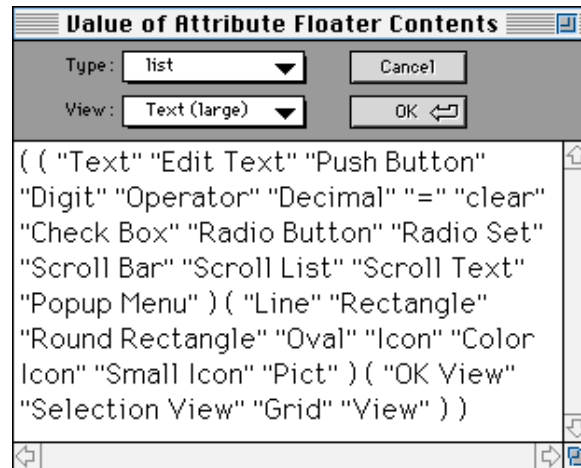 Value of Attribute Floater Contents
Type: list
Cancel
View: Text (large)
OK
( ( "Text" "Edit Text" "Push Button"
"Digit" "Operator" "Decimal" "=" "clear"
"Check Box" "Radio Button" "Radio Set"
"Scroll Bar" "Scroll List" "Scroll Text"
"Popup Menu" ) ( "Line" "Rectangle"
"Round Rectangle" "Oval" "Icon" "Color
Icon" "Small Icon" "Pict" ) ( "OK View"
"Selection View" "Grid" "View" ) )